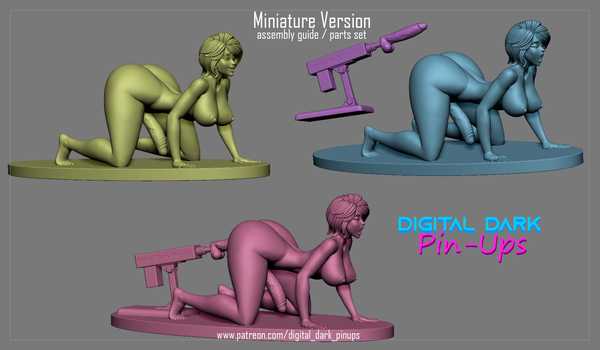 Miniature Version
assembly guide / parts set
DIGITAL DARK
Pin-Ups
www.patreon.com/digital_dark_pinups